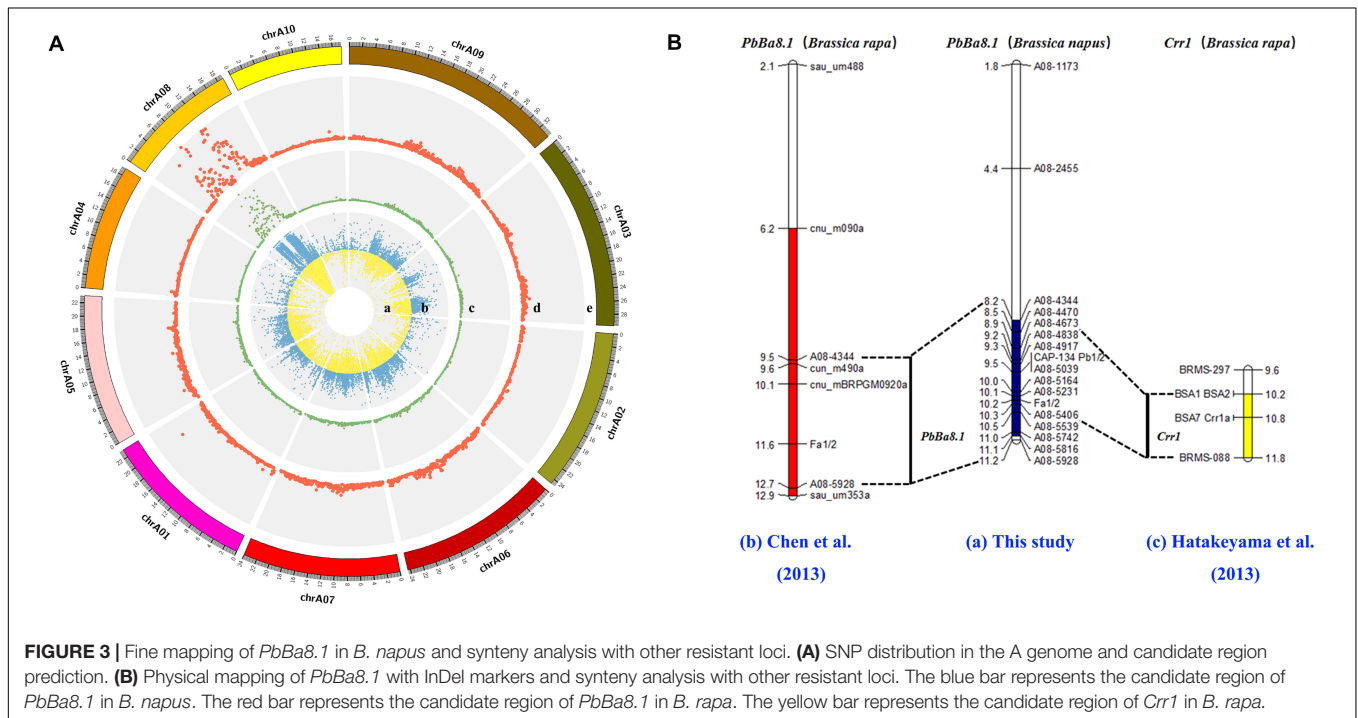 A
chrA10
chrA09
chrA08
chrA03
chrA04
chrA02
chrA05
chrA01
chrA06
chrA07
a b c d e
B
PbBa8.1 (Brassica rapa)
2.1 sau_um488
6.2 cnu_m090a
9.5 A08-4344
9.6 cun_m490a
10.1 cnu_mBRPGM0920a
11.6 Fa1/2
12.7 A08-5928
12.9 sau_um353a
PbBa8.1
(b) Chen et al.
(2013)
PbBa8.1 (Brassica napus)
1.8 A08-1173
4.4 A08-2455
8.2 A08-4344
8.5 A08-4470
8.9 A08-4673
9.2 A08-4838
9.3 A08-4917
9.5 CAP-134 Pb1/2
A08-5039
10.0 A08-5164
10.1 A08-5231
10.2 Fa1/2
10.3 A08-5406
10.5 A08-5539
11.0 A08-5742
11.1 A08-5816
11.2 A08-5928
(a) This study
Crr1 (Brassica rapa)
BRMS-297 9.6
BSA1 BSA2 10.2
BSA7 Crr1a 10.8
BRMS-088 11.8
Crr1
(c) Hatakeyama et al.
(2013)
FIGURE 3 | Fine mapping of PbBa8.1 in B. napus and synteny analysis with other resistant loci. (A) SNP distribution in the A genome and candidate region
prediction. (B) Physical mapping of PbBa8.1 with InDel markers and synteny analysis with other resistant loci. The blue bar represents the candidate region of
PbBa8.1 in B. napus. The red bar represents the candidate region of PbBa8.1 in B. rapa. The yellow bar represents the candidate region of Crr1 in B. rapa.